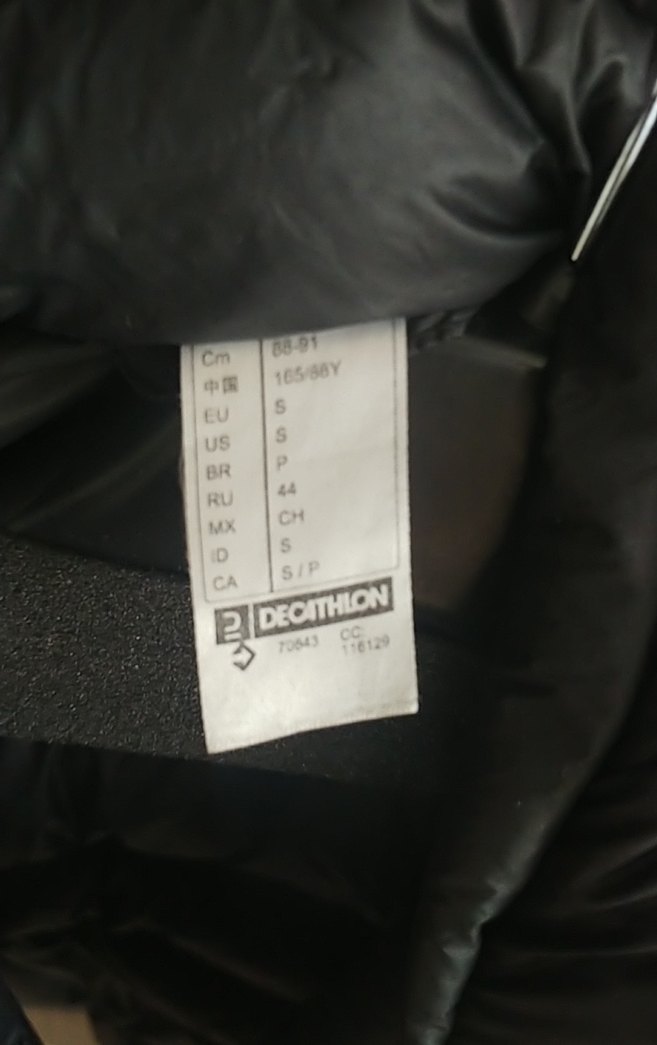 Cm 88-91
中国 165/88Y
EU S
US S
BR P
RU 44
MX CH
ID S
CA S / P
DECATHLON
70843 CC:
116129